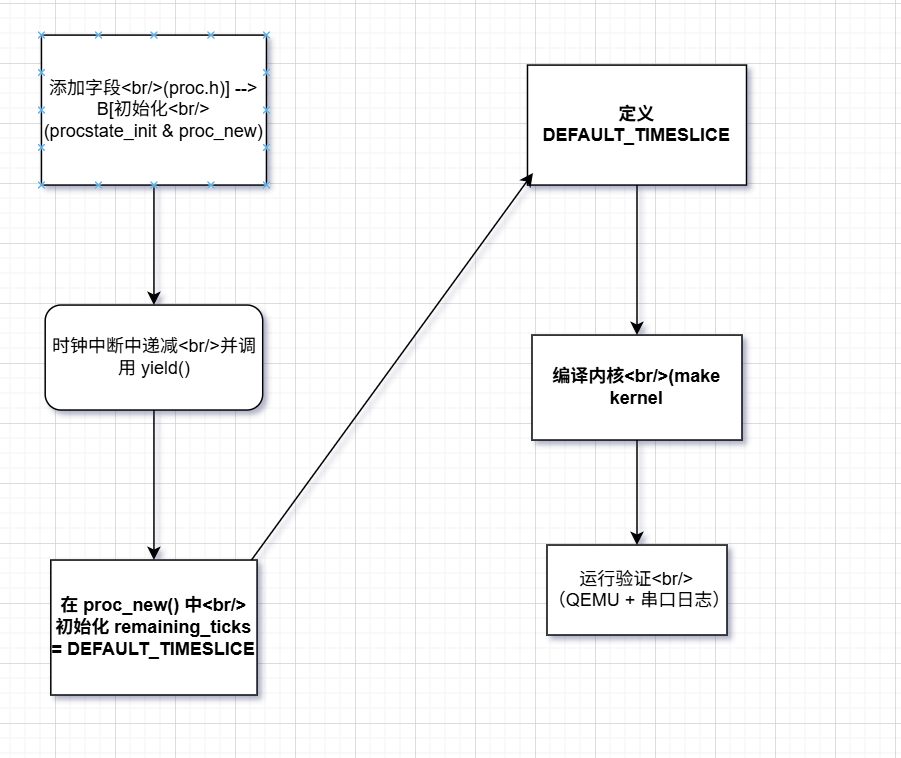 添加字段<br/>(proc.h)] -->
B[初始化<br/>
(procstate_init & proc_new)
时钟中断中递减<br/>并调
用 yield()
在 proc_new() 中<br/>
初始化 remaining_ticks
= DEFAULT_TIMESLICE
定义
DEFAULT_TIMESLICE
编译内核<br/>(make
kernel
运行验证<br/>
（QEMU + 串口日志）